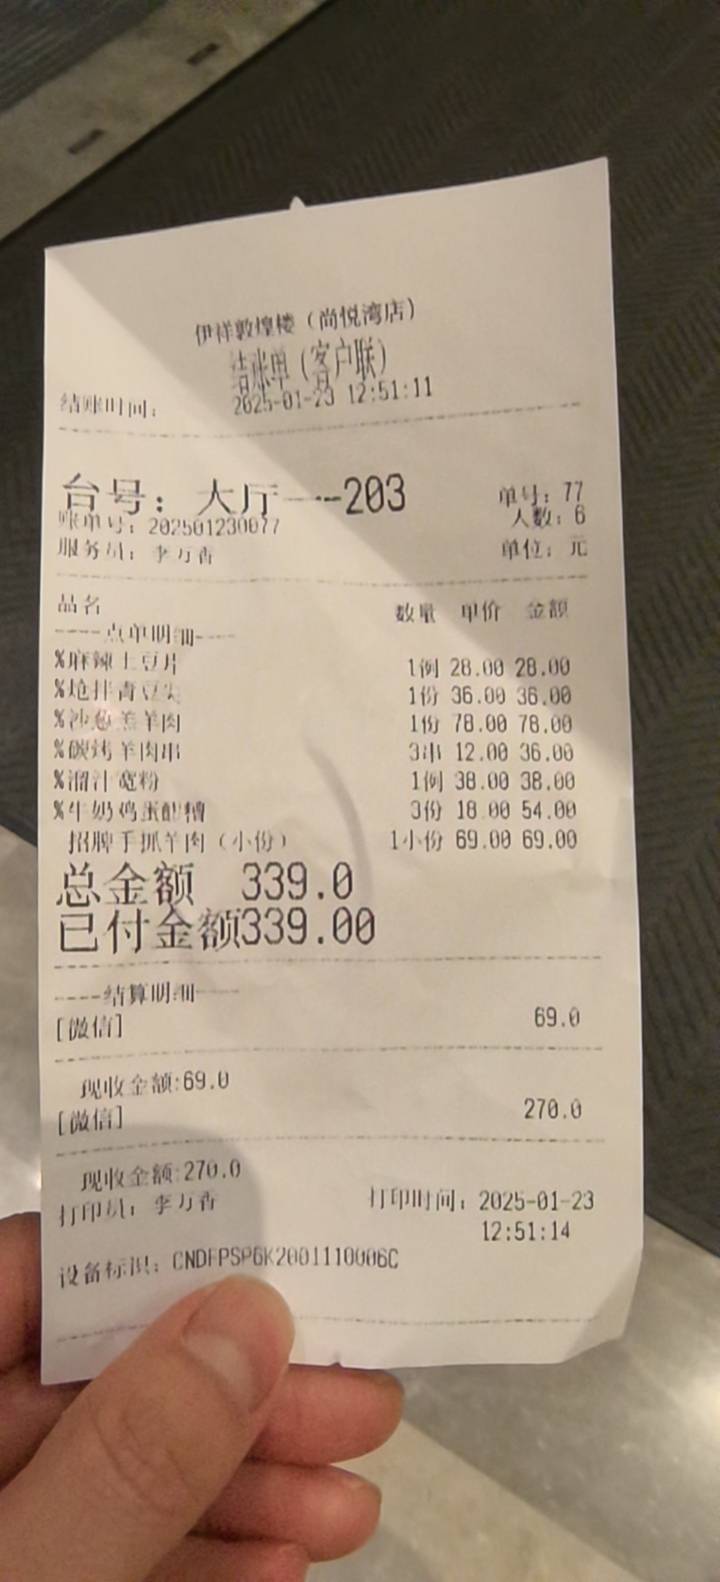 伊祥敦煌楼（尚悦湾店）
结账单（客户联）
结账时间： 2025-01-23 12:51:11
台号：大厅---203 单号：77
账单号：202501230077 人数：6
服务员：李万香 单位：元
品名 数量 单价 金额
----点单明细----
%麻辣土豆片 1例 28.00 28.00
%炝拌青豆尖 1份 36.00 36.00
%沙葱羔羊肉 1份 78.00 78.00
%碳烤羊肉串 3串 12.00 36.00
%溜汁宽粉 1例 38.00 38.00
%牛奶鸡蛋醪糟 3份 18.00 54.00
招牌手抓羊肉（小份） 1小份 69.00 69.00
总金额 339.0
已付金额339.00
----结算明细----
[微信] 69.0
现收金额:69.0
[微信] 270.0
现收金额:270.0
打印员：李万香 打印时间：2025-01-23
12:51:14
设备标识：